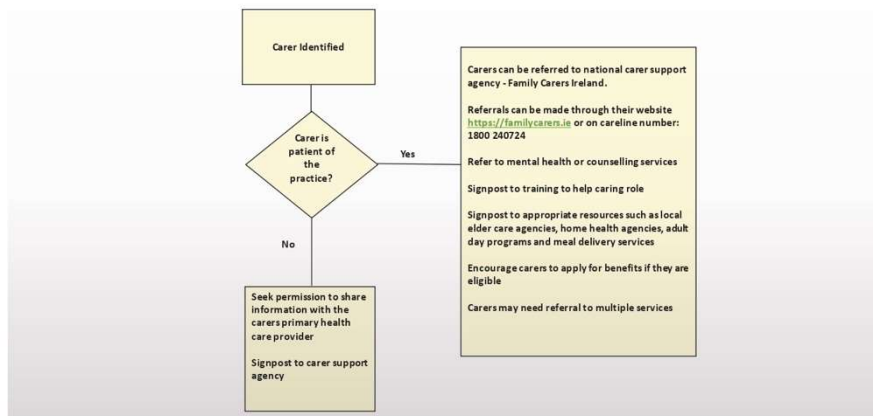 Carer Identified
Carer is
patient of
the
practice?
Yes
Carers can be referred to national carer support
agency - Family Carers Ireland.
Referrals can be made through their website
https://familycarers.ie or on careline number:
1800 240724
Refer to mental health or counselling services
Signpost to training to help caring role
Signpost to appropriate resources such as local
elder care agencies, home health agencies, adult
day programs and meal delivery services
Encourage carers to apply for benefits if they are
eligible
Carers may need referral to multiple services
No
Seek permission to share
information with the
carers primary health
care provider
Signpost to carer support
agency